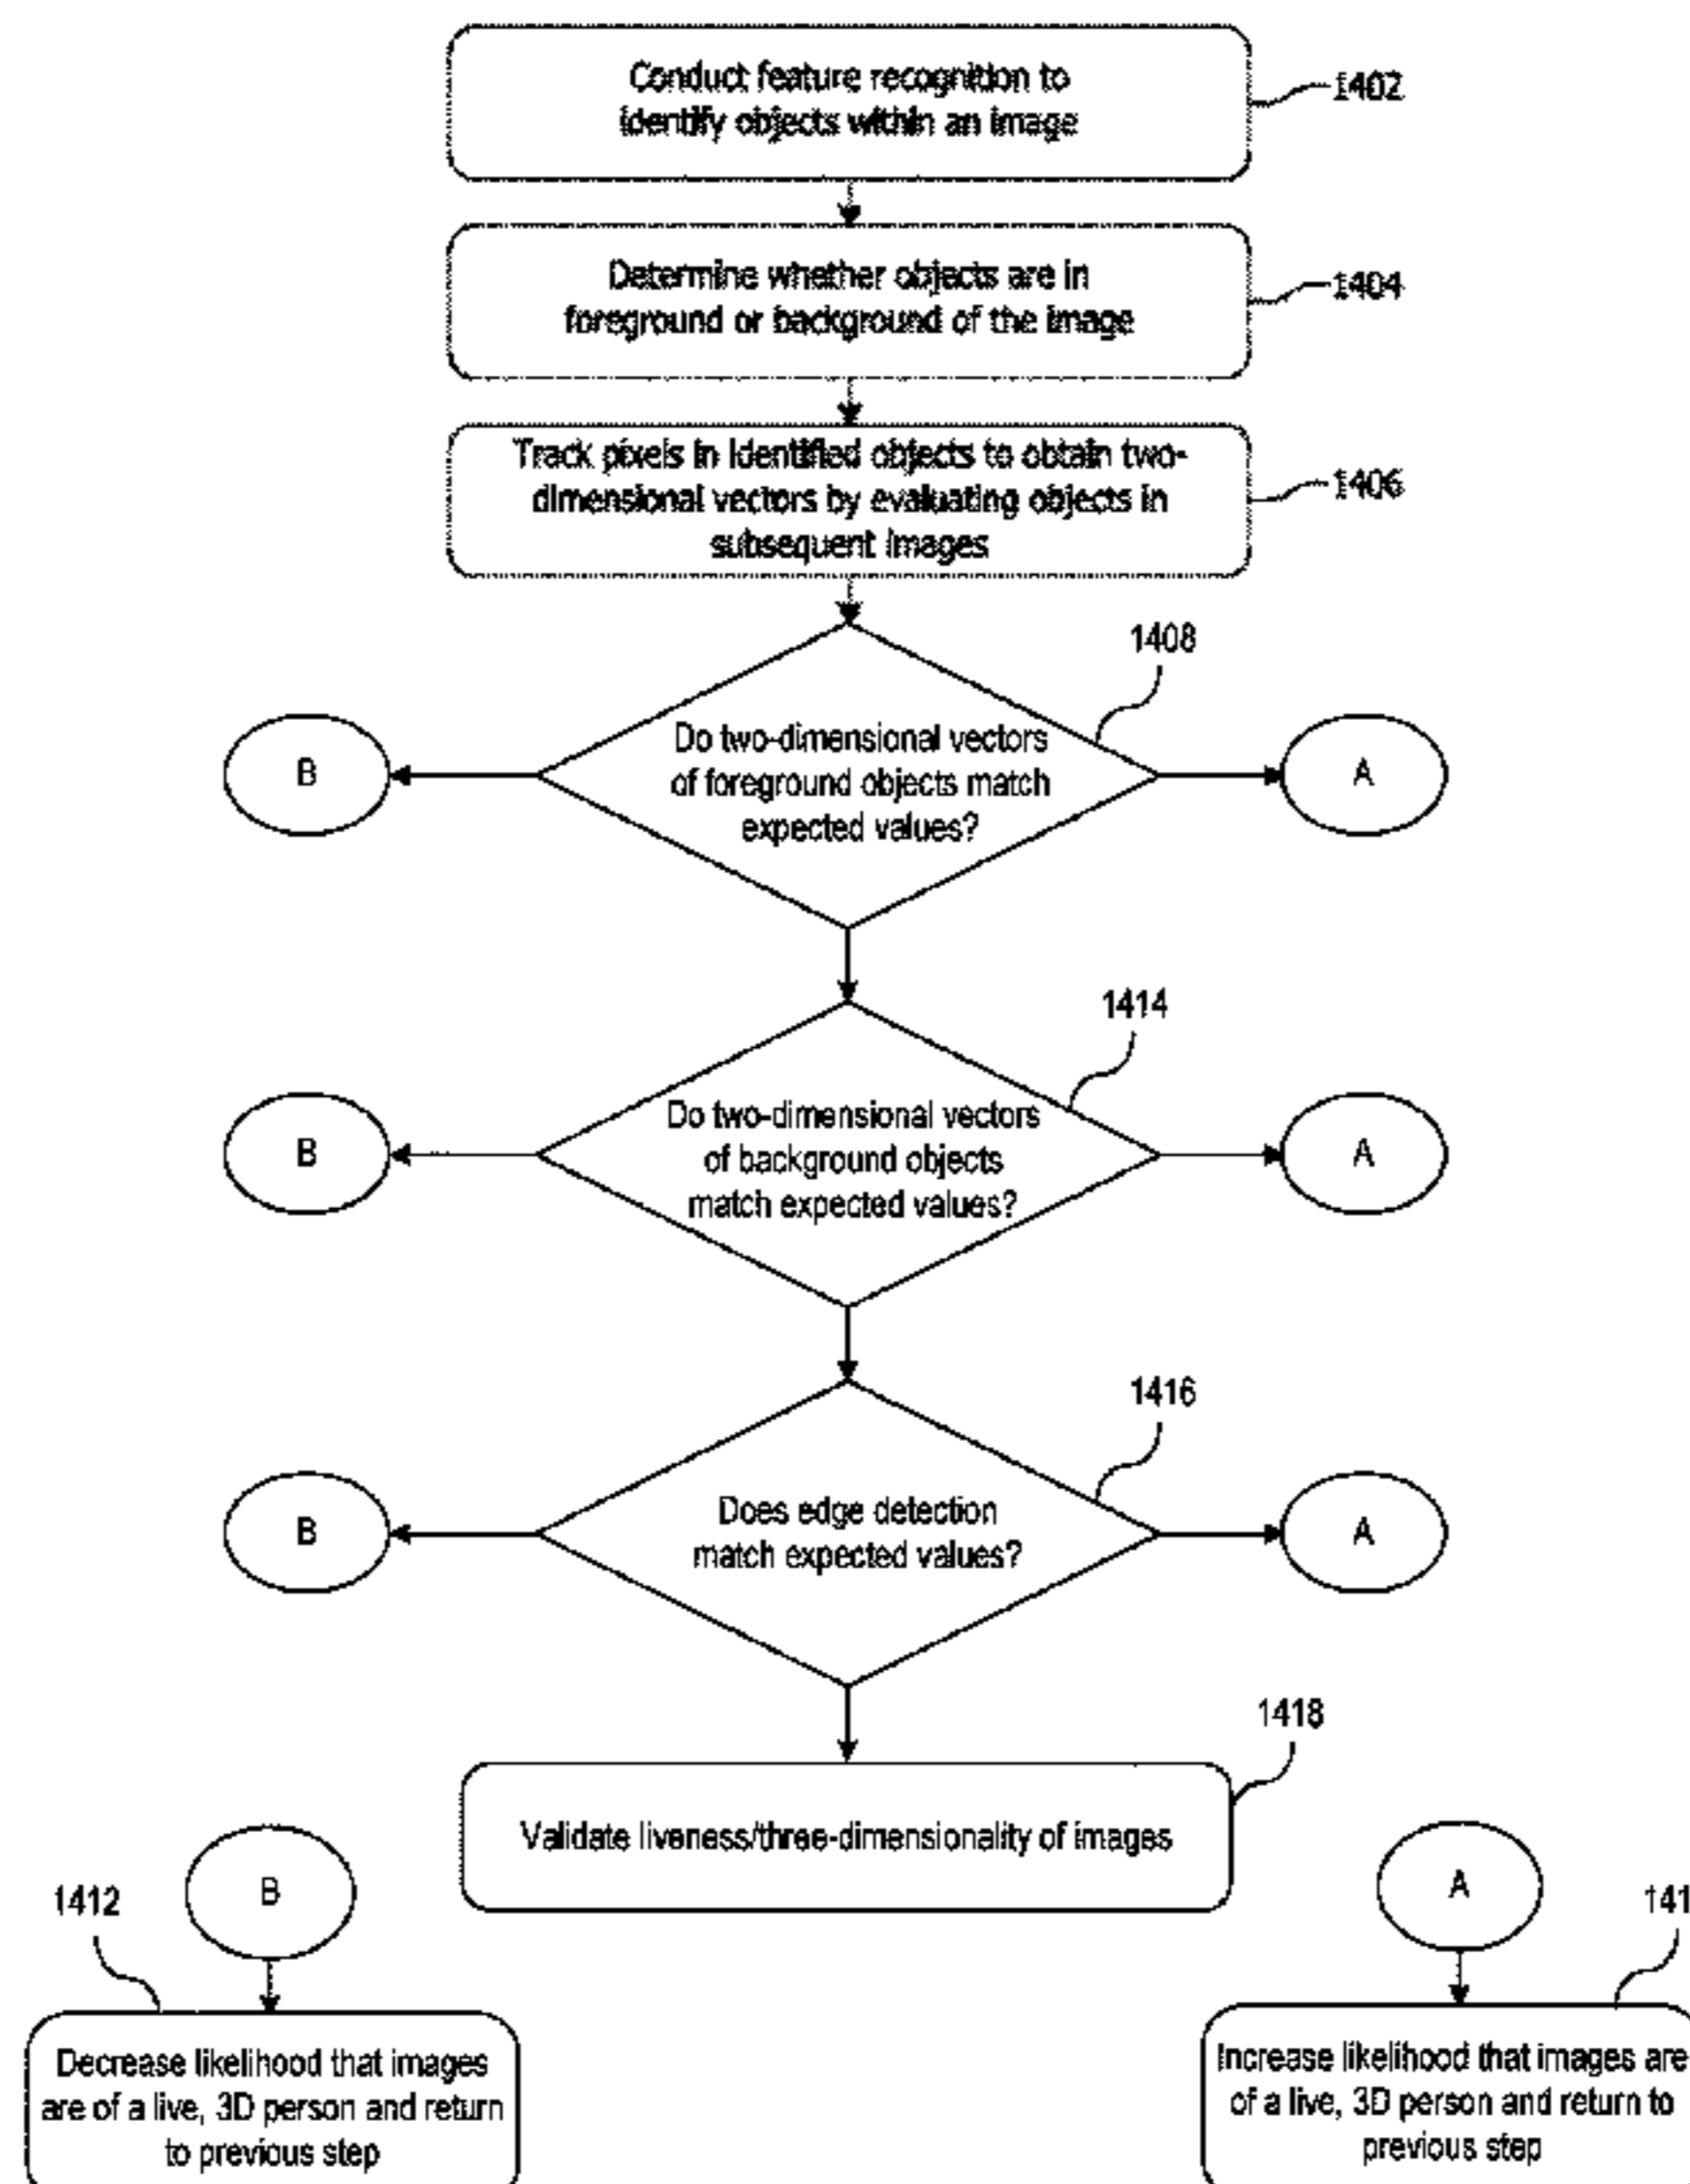 Conduct feature recognition to
identify objects within an image
1402
Determine whether objects are in
foreground or background of the image
1404
Track pixels in identified objects to obtain two-
dimensional vectors by evaluating objects in
subsequent images
1406
1408
B
Do two-dimensional vectors
of foreground objects match
expected values?
A
1414
B
Do two-dimensional vectors
of background objects
match expected values?
A
1416
B
Does edge detection
match expected values?
A
1418
Validate liveness/three-dimensionality of images
1412
B
Decrease likelihood that images
are of a live, 3D person and return
to previous step
A
141
Increase likelihood that images are
of a live, 3D person and return to
previous step